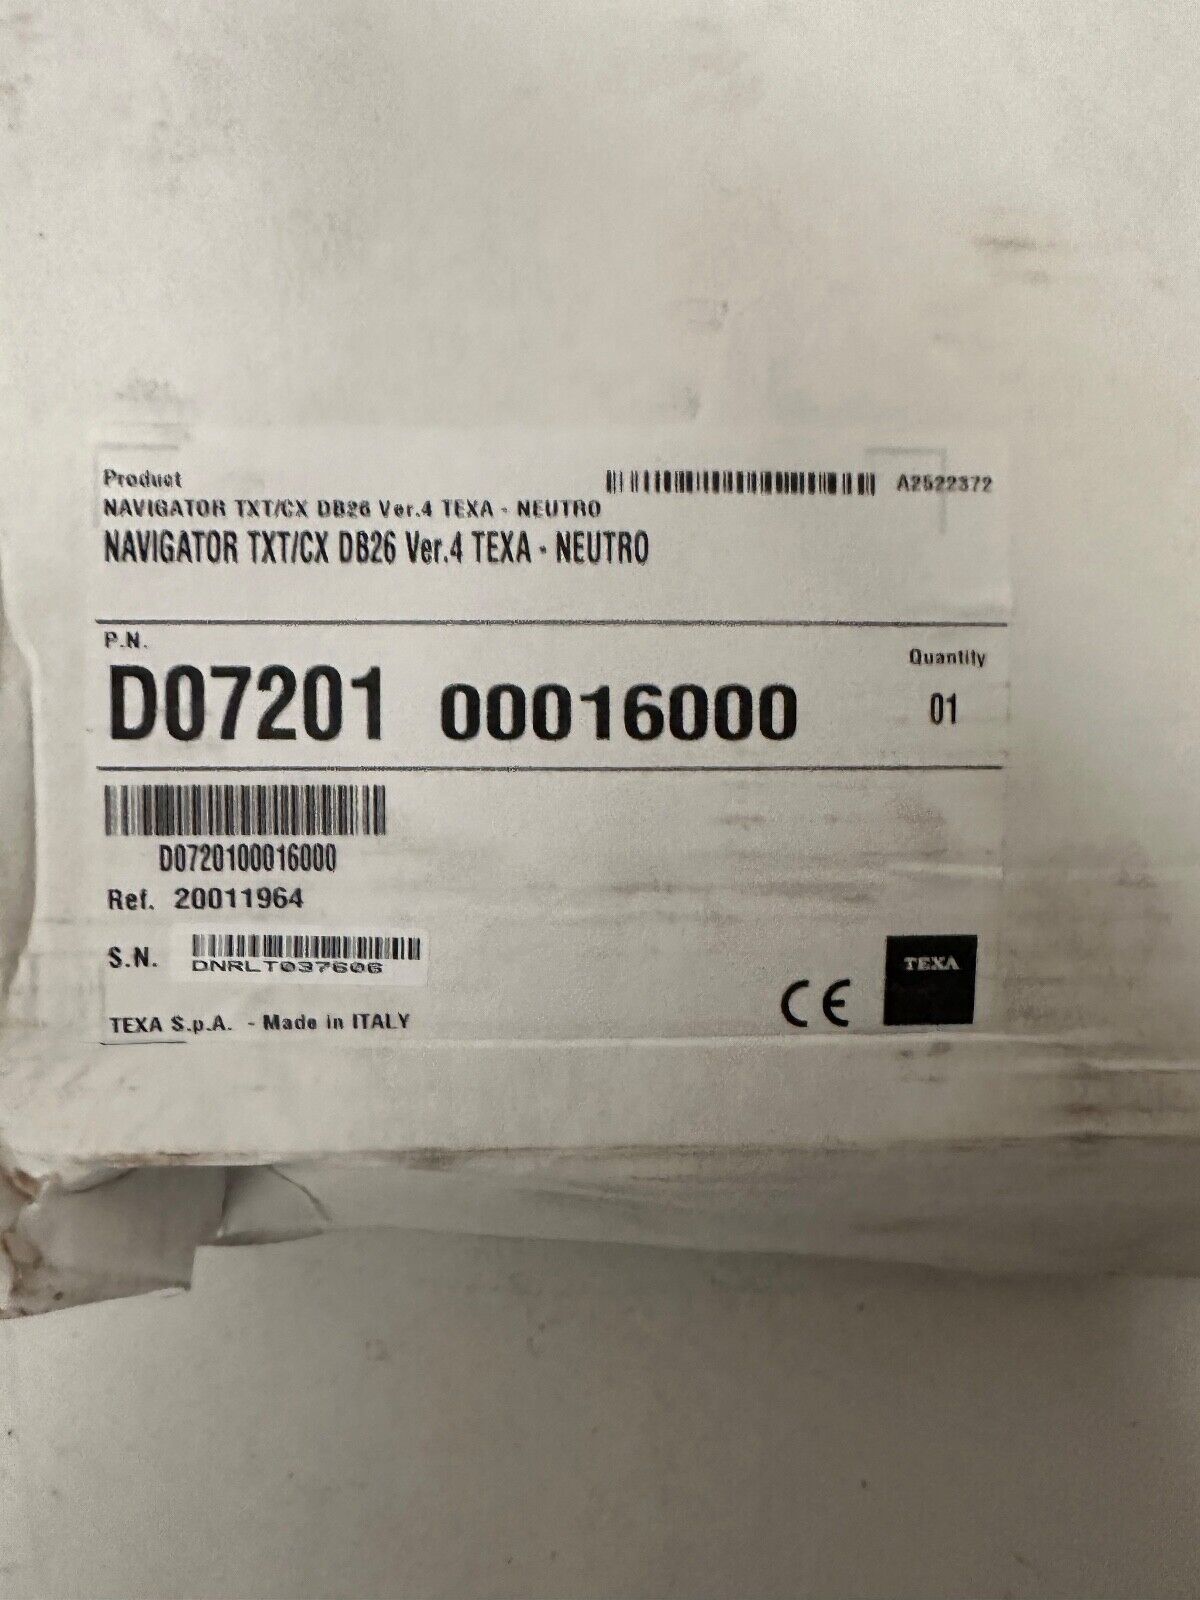 Product
A2522372
NAVIGATOR TXT/CX DB26 Ver.4 TEXA - NEUTRO
NAVIGATOR TXT/CX DB26 Ver.4 TEXA - NEUTRO
P.N.
Quantity
D07201 00016000
01
D0720100016000
Ref. 20011964
S.N.
DNRLT037606
TEXA
CE
TEXA S.p.A. - Made in ITALY